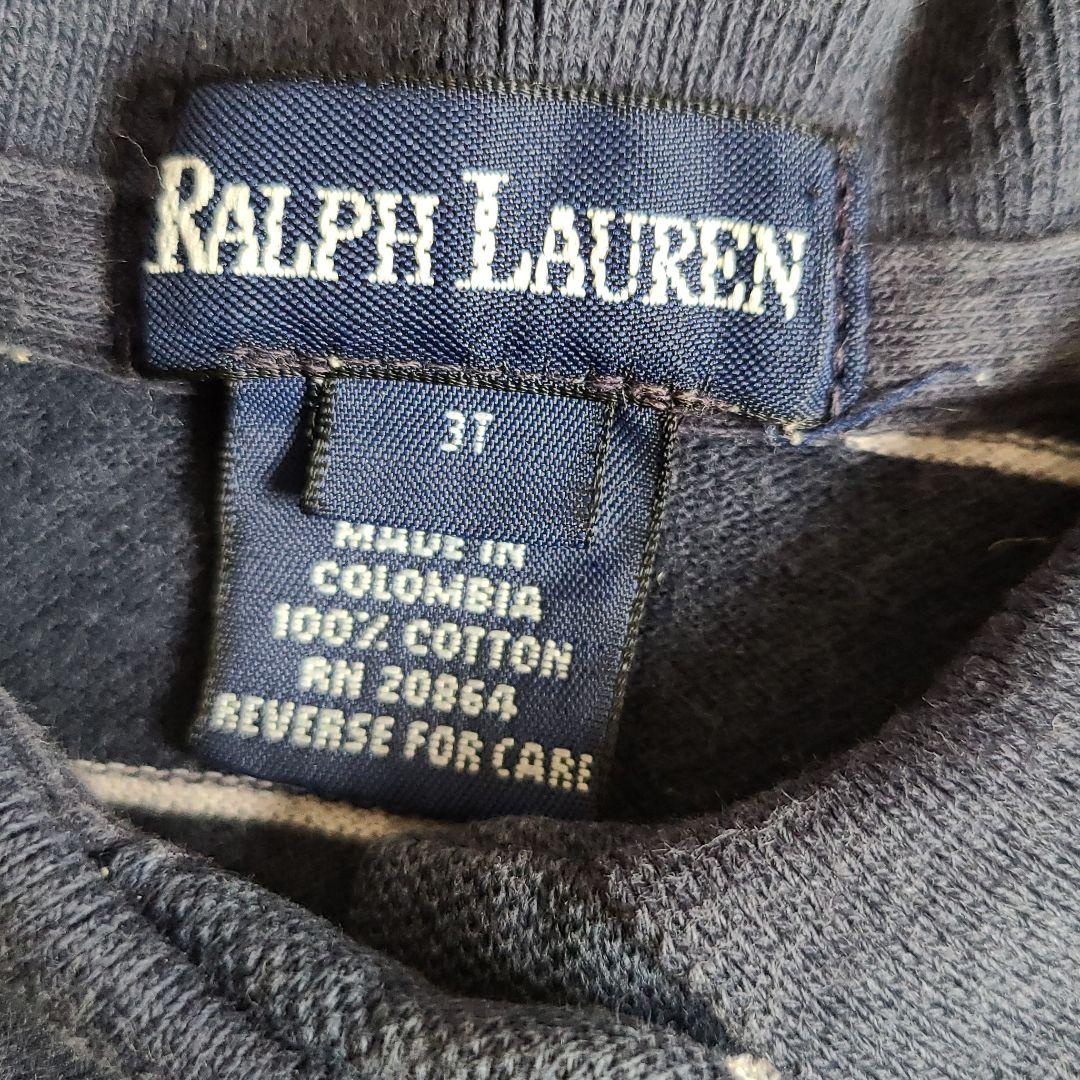 RALPH LAUREN
3T
MADE IN
COLOMBIA
100% COTTON
RN 20864
REVERSE FOR CARE